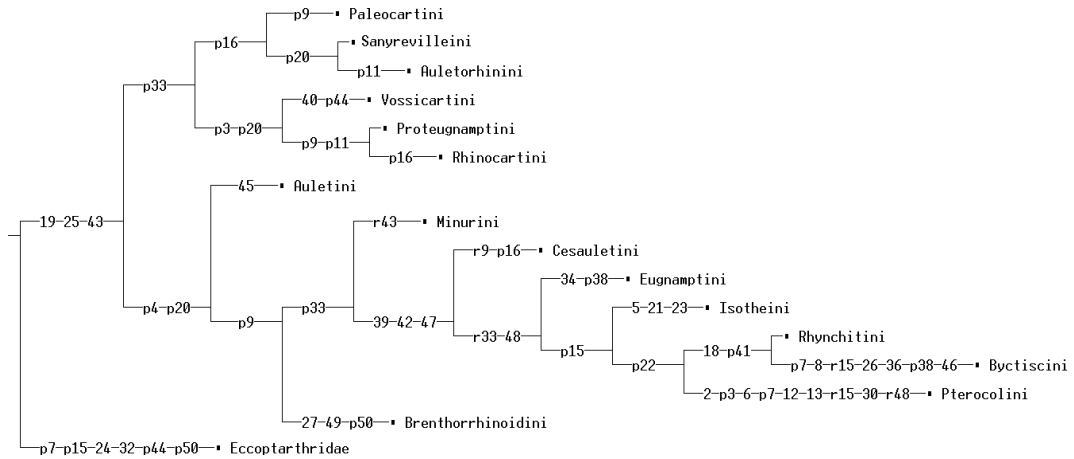 p9 Paleocartini
Sanyrevilleini
p16
p20
p11 Auletorhinini
p33
40-p44 Vossicartini
Proteugnamptini
p3-p20
p9-p11
p16 Rhinocartini
45 Auletini
19-25-43
r43 Minurini
r9-p16 Cesauletini
34-p38 Eugnamptini
p4-p20
p33
5-21-23 Isotheini
p9
39-42-47
r33-48
Rhynchitini
p15
18-p41
p22
p7-8-r15-26-36-p38-46 Byctiscini
2-p3-6-p7-12-13-r15-30-r48 Pterocolini
27-49-p50 Brenthorrhinoidini
p7-p15-24-32-p44-p50 Eccoptarthridae